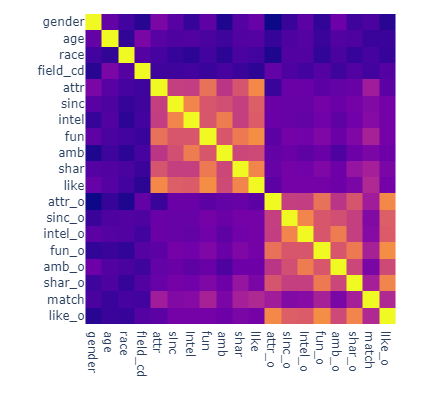 gender
age
race
field_cd
attr
sinc
intel
fun
amb
shar
like
attr_o
sinc_o
intel_o
fun_o
amb_o
shar_o
match
like_o
gender
age
race
field_cd
attr
sinc
intel
fun
amb
shar
like
attr_o
sinc_o
intel_o
fun_o
amb_o
shar_o
match
like_o